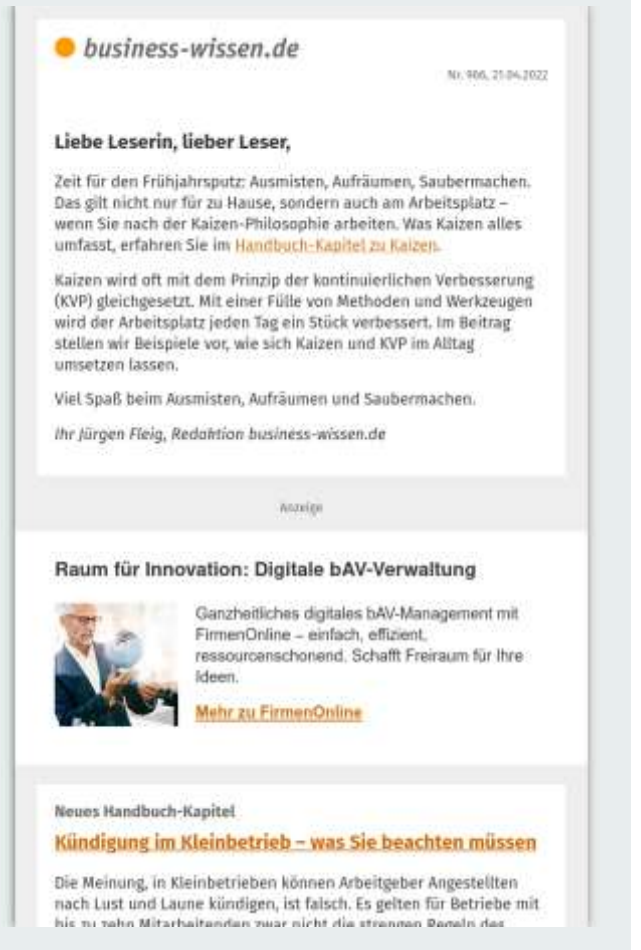 business-wissen.de
Nr. 966, 21.04.2022
Liebe Leserin, lieber Leser,
Zeit für den Frühjahrsputz: Ausmisten, Aufräumen, Saubermachen.
Das gilt nicht nur für zu Hause, sondern auch am Arbeitsplatz –
wenn Sie nach der Kaizen-Philosophie arbeiten. Was Kaizen alles
umfasst, erfahren Sie im Handbuch-Kapitel zu Kaizen.
Kaizen wird oft mit dem Prinzip der kontinuierlichen Verbesserung
(KVP) gleichgesetzt. Mit einer Fülle von Methoden und Werkzeugen
wird der Arbeitsplatz jeden Tag ein Stück verbessert. Im Beitrag
stellen wir Beispiele vor, wie sich Kaizen und KVP im Alltag
umsetzen lassen.
Viel Spaß beim Ausmisten, Aufräumen und Saubermachen.
Ihr Jürgen Fleig, Redaktion business-wissen.de
Anzeige
Raum für Innovation: Digitale bAV-Verwaltung
Ganzheitliches digitales bAV-Management mit
FirmenOnline – einfach, effizient,
ressourcenschonend. Schafft Freiraum für Ihre
Ideen.
Mehr zu FirmenOnline
Neues Handbuch-Kapitel
Kündigung im Kleinbetrieb – was Sie beachten müssen
Die Meinung, in Kleinbetrieben können Arbeitgeber Angestellten
nach Lust und Laune kündigen, ist falsch. Es gelten für Betriebe mit
bis zu zehn Mitarbeitenden zwar nicht die strengen Regeln des